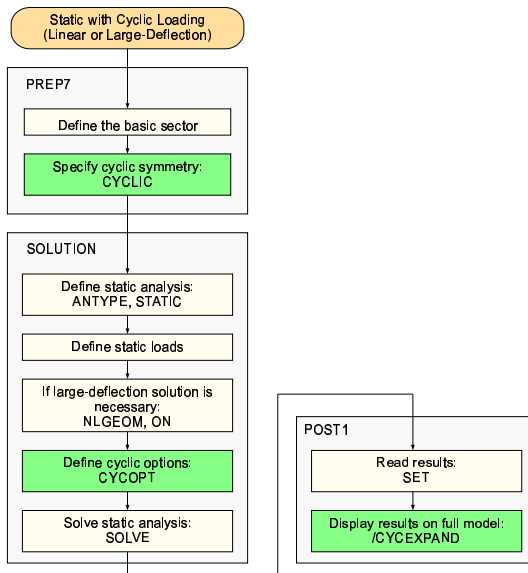 Static with Cyclic Loading
(Linear or Large-Deflection)
PREP7
Define the basic sector
Specify cyclic symmetry:
CYCLIC
SOLUTION
Define static analysis:
ANTYPE, STATIC
Define static loads
If large-deflection solution is
necessary:
NLGEOM, ON
Define cyclic options:
CYCOPT
Solve static analysis:
SOLVE
POST1
Read results:
SET
Display results on full model:
/CYCEXPAND